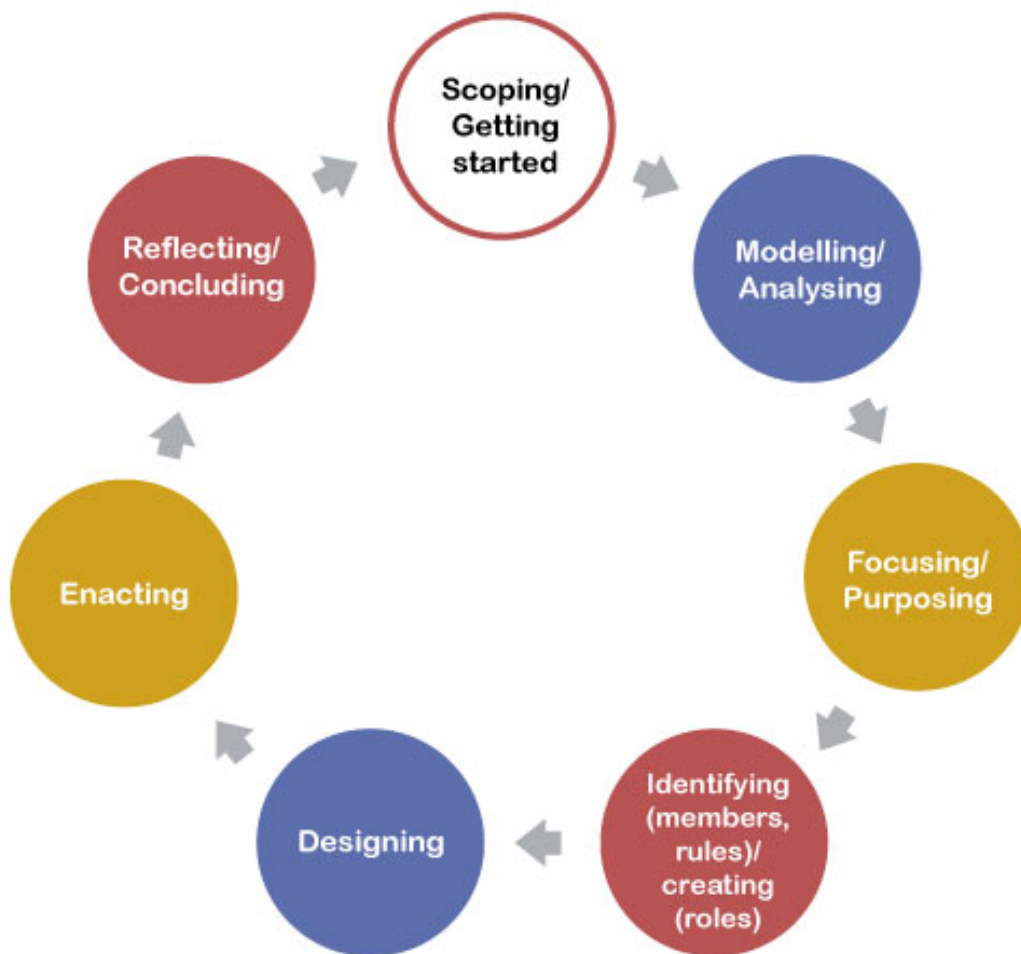 Scoping/
Getting
started
Modelling/
Analysing
Focusing/
Purposing
Identifying
(members,
rules)/
creating
(roles)
Designing
Enacting
Reflecting/
Concluding